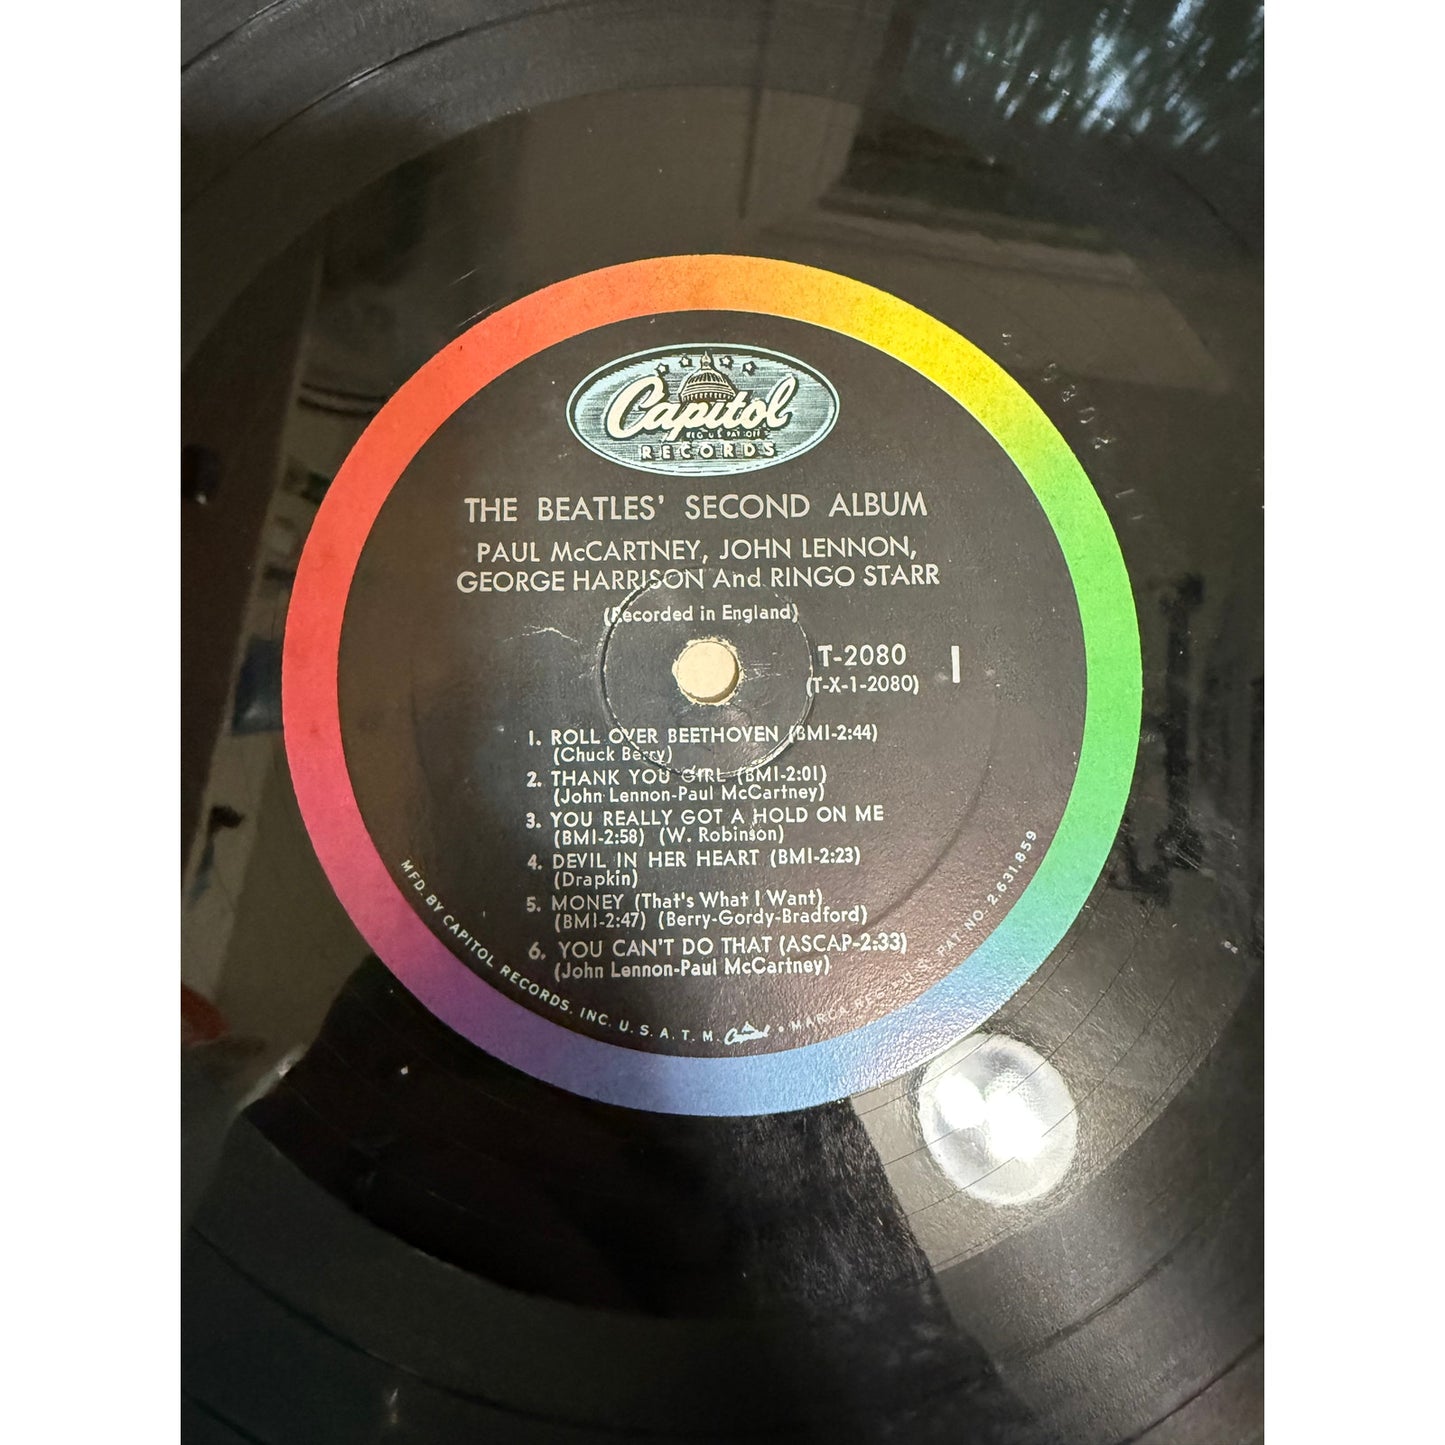 Capitol
REG. U.S. PAT. OFF.
RECORDS
THE BEATLES' SECOND ALBUM
PAUL McCARTNEY, JOHN LENNON,
GEORGE HARRISON And RINGO STARR
(Recorded in England)
T-2080 1
(T-X-1-2080)
1. ROLL OVER BEETHOVEN (BMI-2:44)
(Chuck Berry)
2. THANK YOU GIRL (BMI-2:01)
(John Lennon-Paul McCartney)
3. YOU REALLY GOT A HOLD ON ME
(BMI-2:58) (W. Robinson)
4. DEVIL IN HER HEART (BMI-2:23)
(Drapkin)
5. MONEY (That's What I Want)
(BMI-2:47) (Berry-Gordy-Bradford)
6. YOU CAN'T DO THAT (ASCAP-2:33)
(John Lennon-Paul McCartney)
MFD. BY CAPITOL RECORDS, INC. U.S.A. T.M. Capitol • MARCA REG. • U.S. PAT. NO. 2,631,859